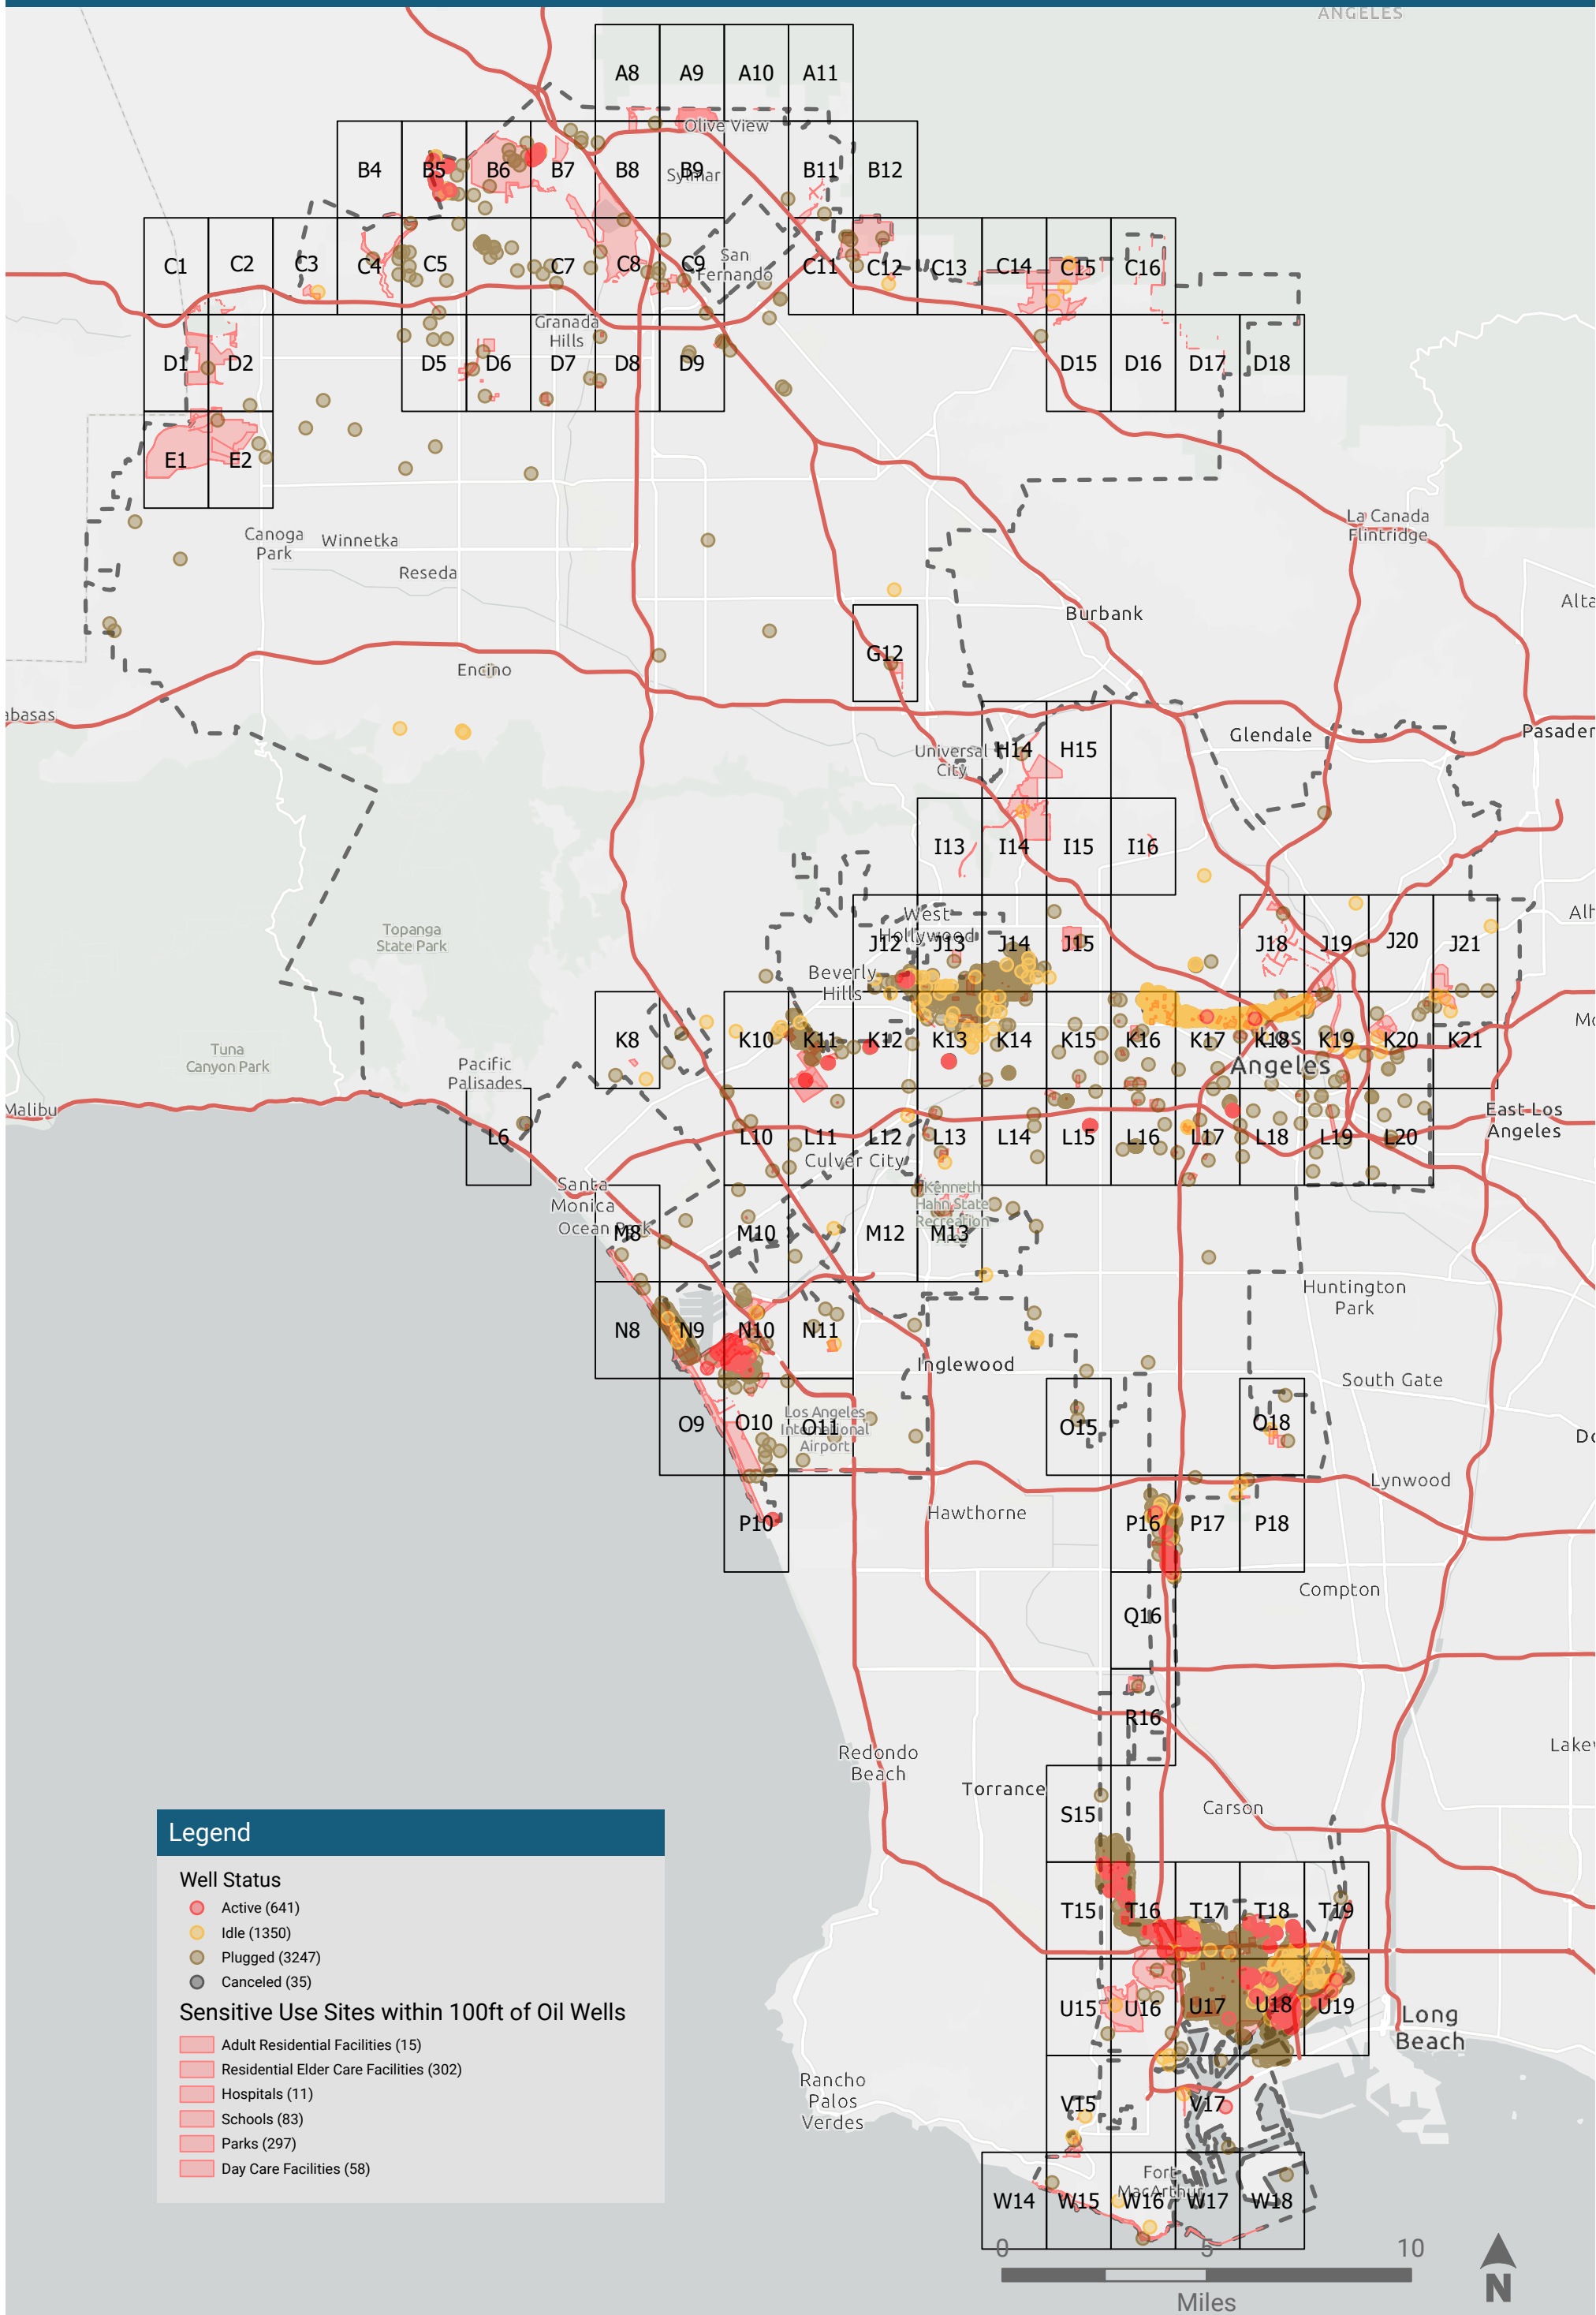 ANGELES
A8 A9 A10 A11
Olive View
B4 B5 B6 B7 B8 B9 B11 B12
Sylmar
C1 C2 C3 C4 C5 C7 C8 C9 C11 C12 C13 C14 C15 C16
San
Fernando
Granada
Hills
D1 D2 D5 D6 D7 D8 D9 D15 D16 D17 D18
E1 E2
La Canada
Flintridge
Canoga
Park
Winnetka
Reseda
Burbank
Alta
G12
Encino
abasas
Glendale
Pasaden
Universal
City
H14 H15
I13 I14 I15 I16
Topanga
State Park
West
Hollywood
Alh
J12 J13 J14 J15 J18 J19 J20 J21
Beverly
Hills
K8 K10 K11 K12 K13 K14 K15 K16 K17 K18 K19 K20 K21
Los
Angeles
Mo
Tuna
Canyon Park
Pacific
Palisades
Malibu
East Los
Angeles
L6 L10 L11 L12 L13 L14 L15 L16 L17 L18 L19 L20
Culver City
Santa
Monica
Ocean Park
Kenneth
Hahn State
Recreation
Area
M8 M10 M12 M13
Huntington
Park
N8 N9 N10 N11
Inglewood
South Gate
Los Angeles
International
Airport
O9 O10 O11 O15 O18
Do
Lynwood
Hawthorne
P10 P16 P17 P18
Compton
Q16
R16
Redondo
Beach
Lakew
Torrance
S15
Carson
T15 T16 T17 T18 T19
U15 U16 U17 U18 U19
Long
Beach
Rancho
Palos
Verdes
V15 V17
Fort
MacArthur
W14 W15 W16 W17 W18
Legend
Well Status
Active (641)
Idle (1350)
Plugged (3247)
Canceled (35)
Sensitive Use Sites within 100ft of Oil Wells
Adult Residential Facilities (15)
Residential Elder Care Facilities (302)
Hospitals (11)
Schools (83)
Parks (297)
Day Care Facilities (58)
0 5 10
Miles
N